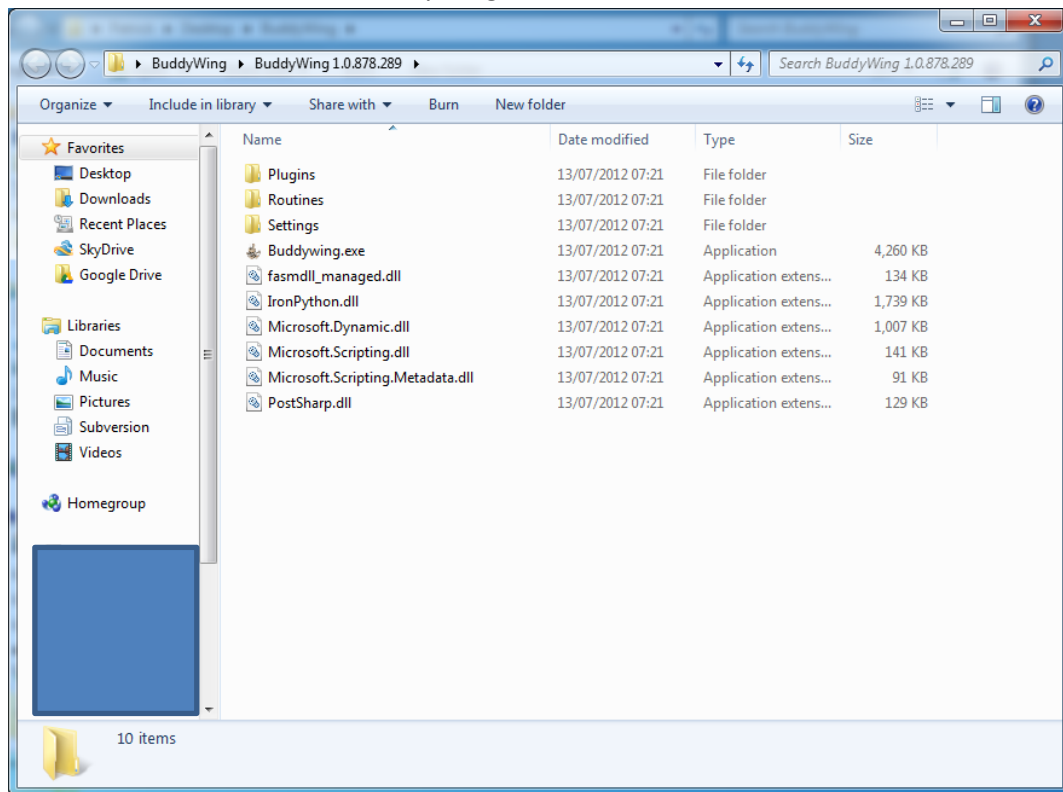 BuddyWing ▸ BuddyWing 1.0.878.289 ▸ Search BuddyWing 1.0.878.289
Organize Include in library Share with Burn New folder
Favorites
Desktop
Downloads
Recent Places
SkyDrive
Google Drive
Libraries
Documents
Music
Pictures
Subversion
Videos
Homegroup
Name Date modified Type Size
Plugins 13/07/2012 07:21 File folder
Routines 13/07/2012 07:21 File folder
Settings 13/07/2012 07:21 File folder
Buddywing.exe 13/07/2012 07:21 Application 4,260 KB
fasmdll_managed.dll 13/07/2012 07:21 Application extens... 134 KB
IronPython.dll 13/07/2012 07:21 Application extens... 1,739 KB
Microsoft.Dynamic.dll 13/07/2012 07:21 Application extens... 1,007 KB
Microsoft.Scripting.dll 13/07/2012 07:21 Application extens... 141 KB
Microsoft.Scripting.Metadata.dll 13/07/2012 07:21 Application extens... 91 KB
PostSharp.dll 13/07/2012 07:21 Application extens... 129 KB
10 items